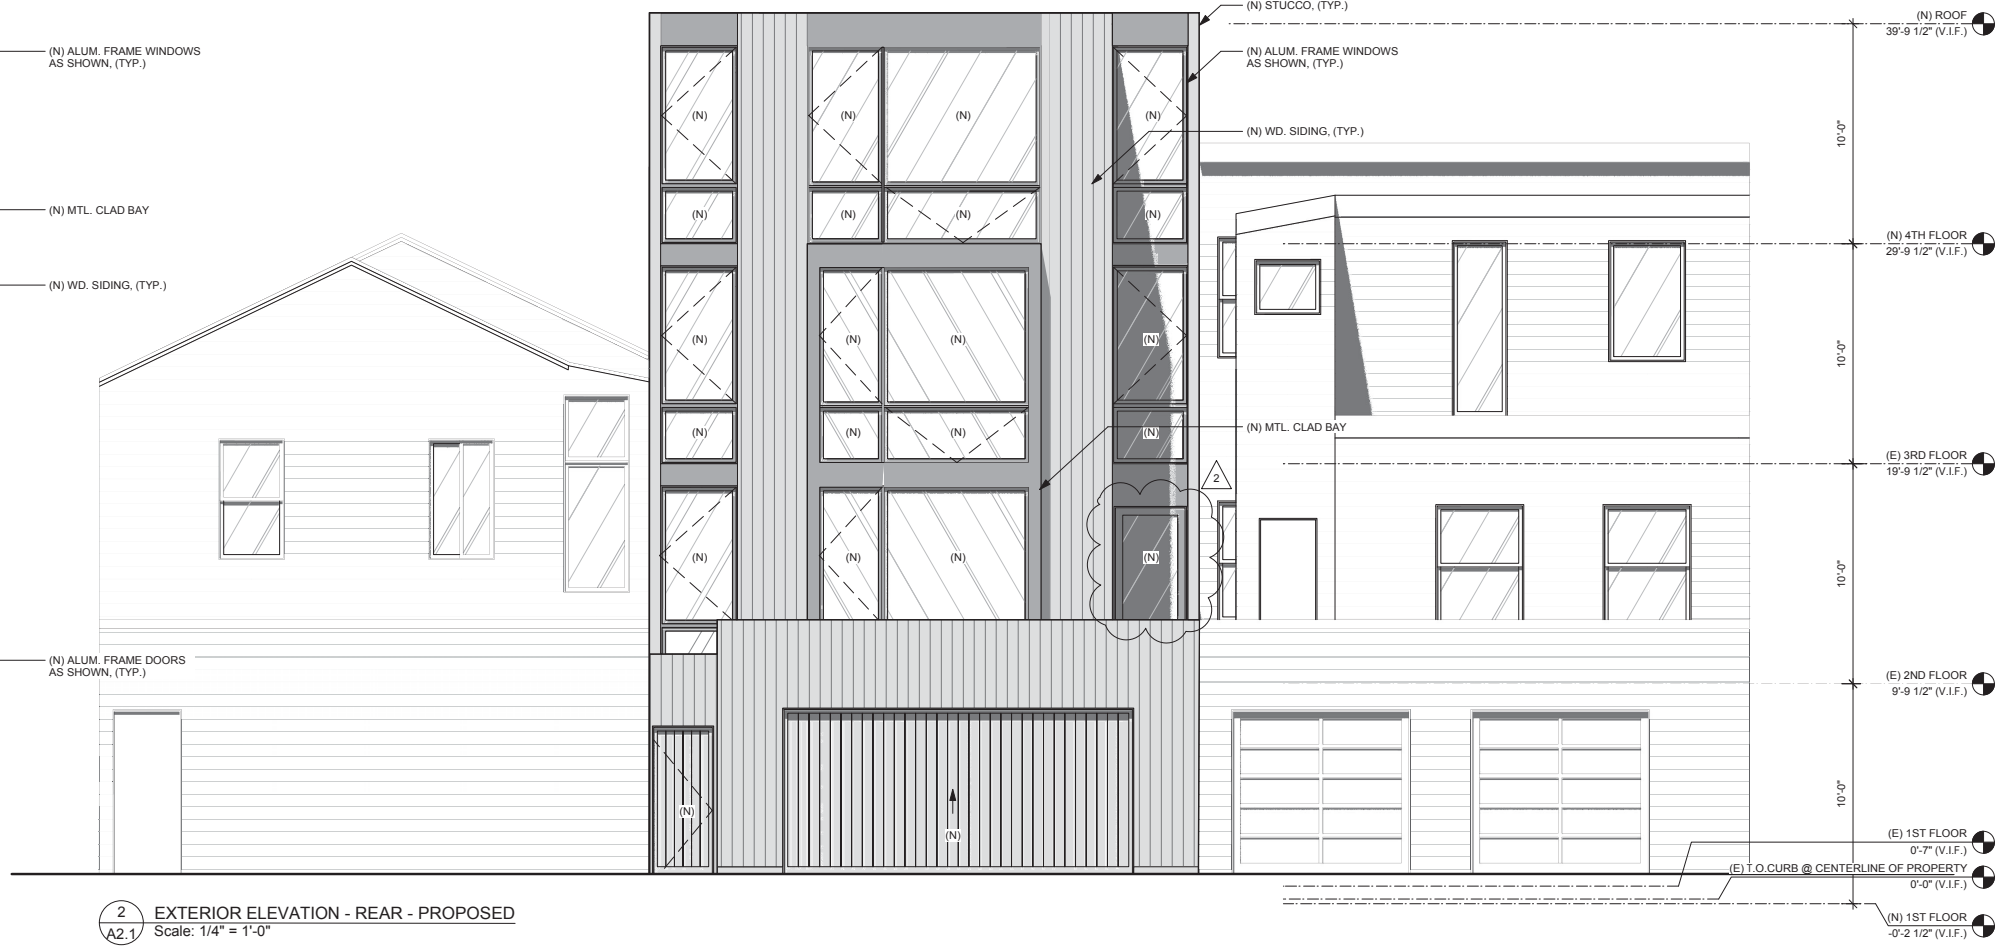 (N) STUCCO, (TYP.)
(N) ROOF
39'-9 1/2" (V.I.F.)
(N) ALUM. FRAME WINDOWS
AS SHOWN, (TYP.)
(N) ALUM. FRAME WINDOWS
AS SHOWN, (TYP.)
(N)
(N)
(N)
(N)
(N) WD. SIDING, (TYP.)
10'-0"
(N) MTL. CLAD BAY
(N)
(N)
(N)
(N)
(N) 4TH FLOOR
29'-9 1/2" (V.I.F.)
(N) WD. SIDING, (TYP.)
(N)
(N)
(N)
(N)
10'-0"
(N)
(N)
(N)
(N)
(N) MTL. CLAD BAY
(E) 3RD FLOOR
19'-9 1/2" (V.I.F.)
2
(N)
(N)
(N)
(N)
10'-0"
(N) ALUM. FRAME DOORS
AS SHOWN, (TYP.)
(E) 2ND FLOOR
9'-9 1/2" (V.I.F.)
10'-0"
(N)
(N)
(E) 1ST FLOOR
0'-7" (V.I.F.)
(E) T.O.CURB @ CENTERLINE OF PROPERTY
0'-0" (V.I.F.)
(N) 1ST FLOOR
-0'-2 1/2" (V.I.F.)
2
A2.1
EXTERIOR ELEVATION - REAR - PROPOSED
Scale: 1/4" = 1'-0"